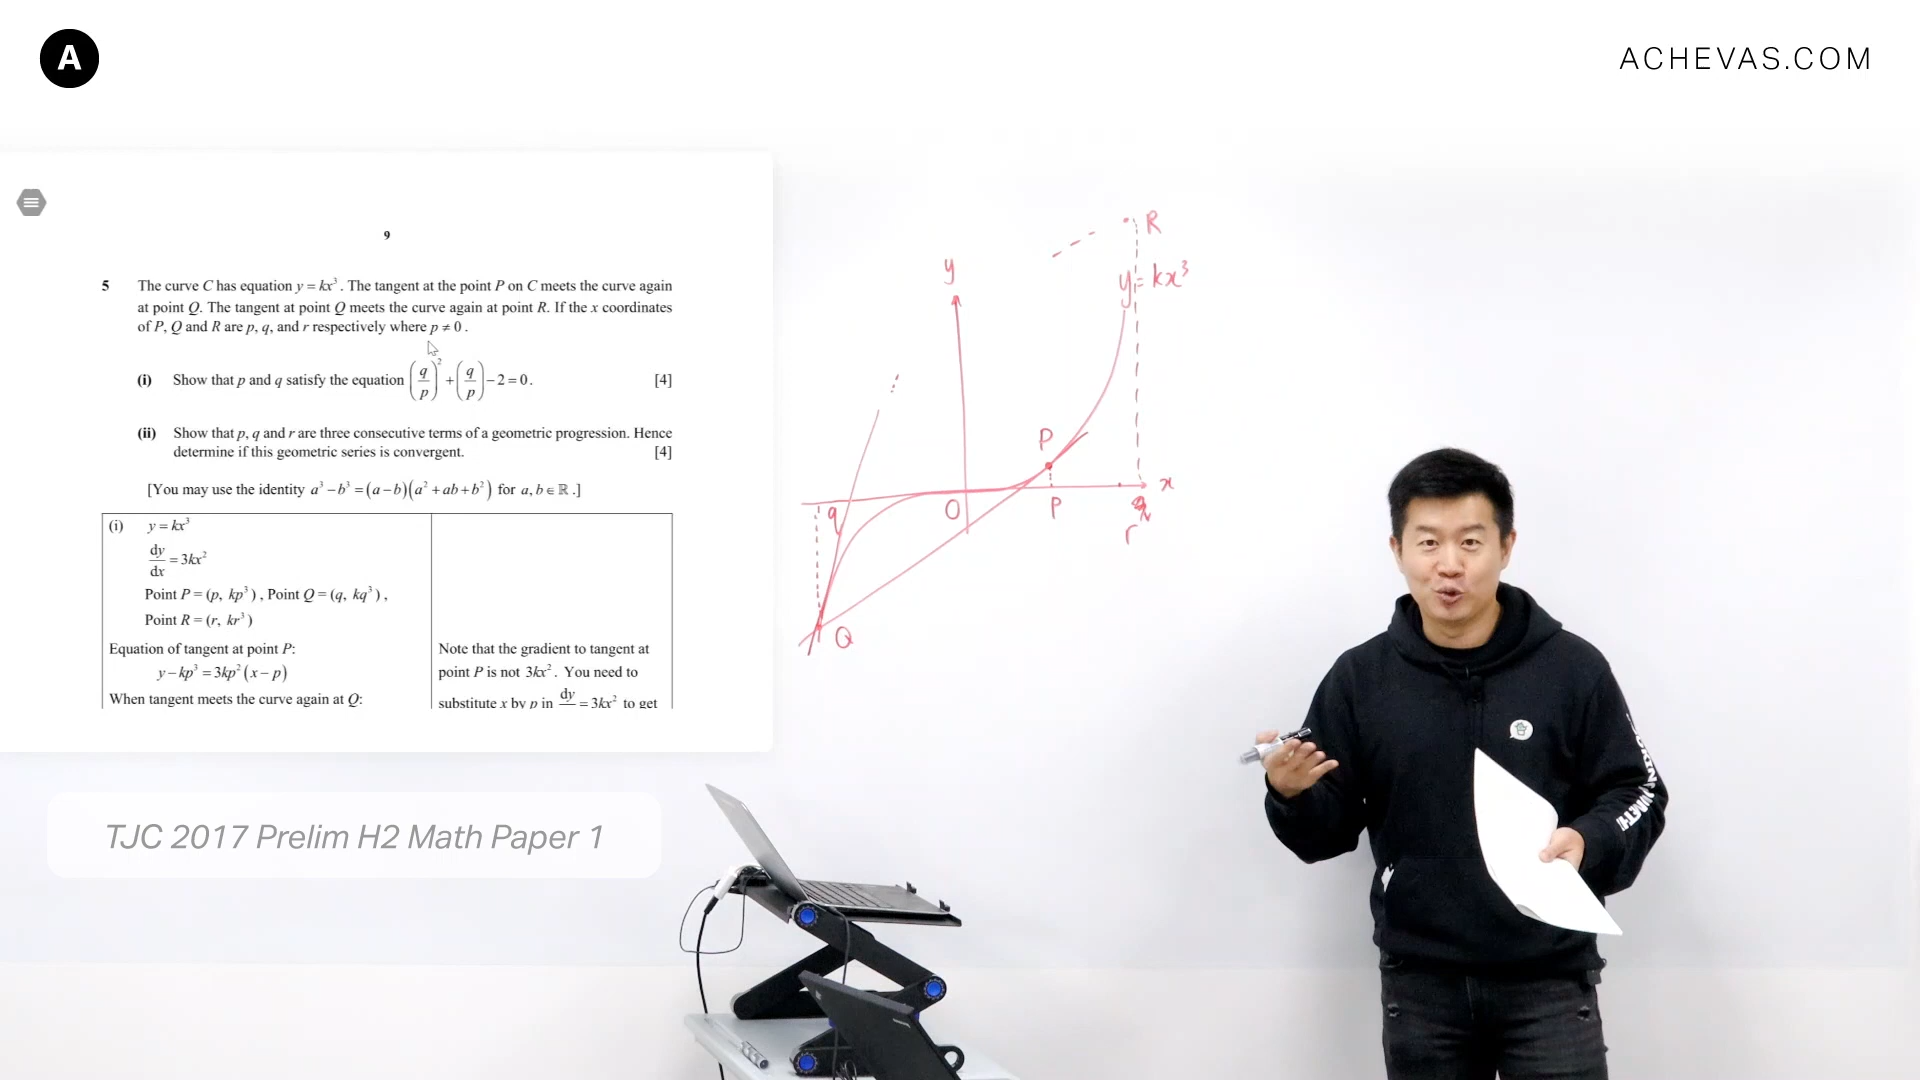 A
ACHEVAS.COM
9
5 The curve C has equation y = kx³. The tangent at the point P on C meets the curve again
at point Q. The tangent at point Q meets the curve again at point R. If the x coordinates
of P, Q and R are p, q, and r respectively where p ≠ 0.
(i) Show that p and q satisfy the equation (q/p)² + (q/p) − 2 = 0. [4]
(ii) Show that p, q and r are three consecutive terms of a geometric progression. Hence
determine if this geometric series is convergent. [4]
[You may use the identity a³ − b³ = (a − b)(a² + ab + b²) for a, b ∈ ℝ.]
(i) y = kx³
dy/dx = 3kx²
Point P = (p, kp³), Point Q = (q, kq³),
Point R = (r, kr³)
Equation of tangent at point P:
y − kp³ = 3kp²(x − p)
When tangent meets the curve again at Q:
Note that the gradient to tangent at
point P is not 3kx². You need to
substitute x by p in dy/dx = 3kx² to get
R
y
y = kx³
P
x
q
O
P
r
Q
TJC 2017 Prelim H2 Math Paper 1